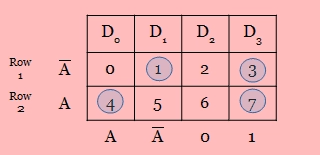 D₀ D₁ D₂ D₃
Row 1 A̅ 0 1 2 3
Row 2 A 4 5 6 7
A A̅ 0 1